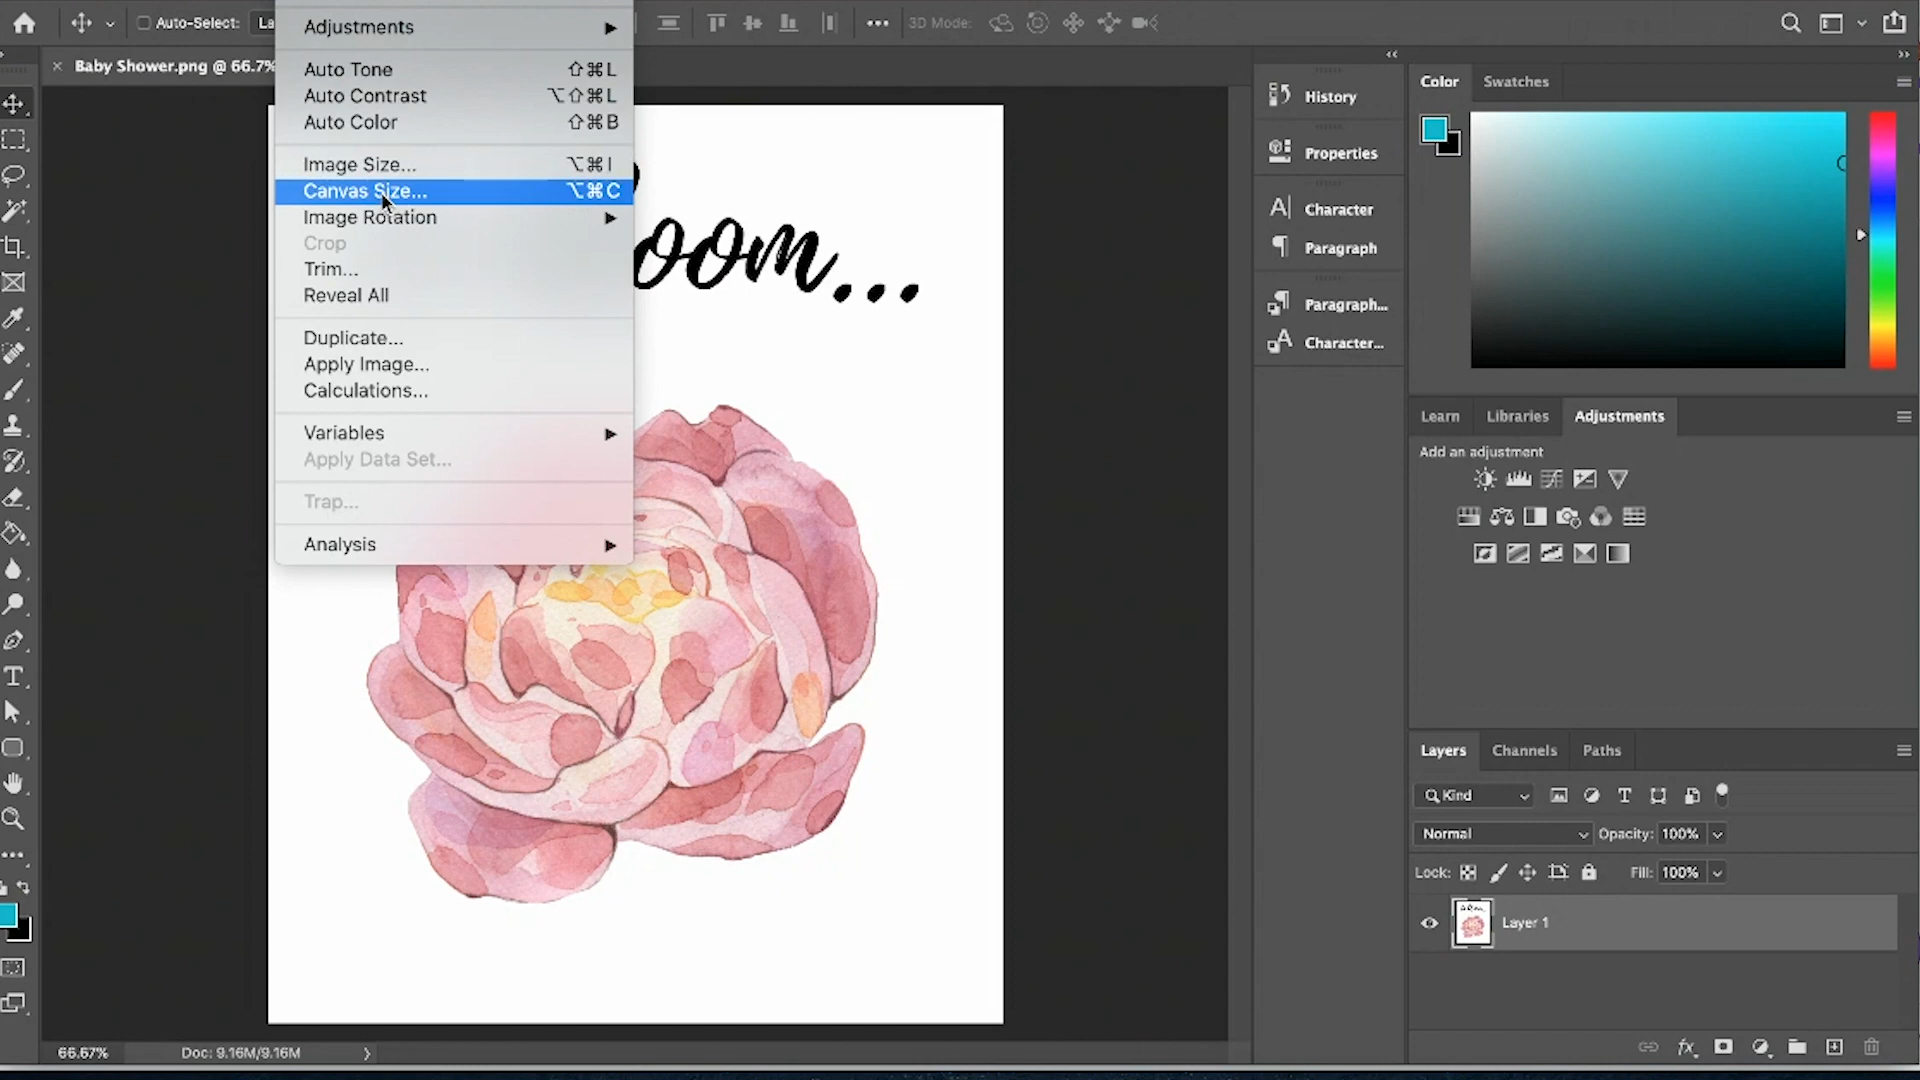 Auto-Select:
3D Mode:
Baby Shower.png @ 66.7%
Adjustments
Auto Tone ⇧⌘L
Auto Contrast ⌥⇧⌘L
Auto Color ⇧⌘B
Image Size... ⌥⌘I
Canvas Size... ⌥⌘C
Image Rotation
Crop
Trim...
Reveal All
Duplicate...
Apply Image...
Calculations...
Variables
Apply Data Set...
Trap...
Analysis
oom...
History
Properties
Character
Paragraph
Paragraph...
Character...
Color Swatches
Learn Libraries Adjustments
Add an adjustment
Layers Channels Paths
Kind
Normal Opacity: 100%
Lock: Fill: 100%
Layer 1
66.67% Doc: 9.16M/9.16M